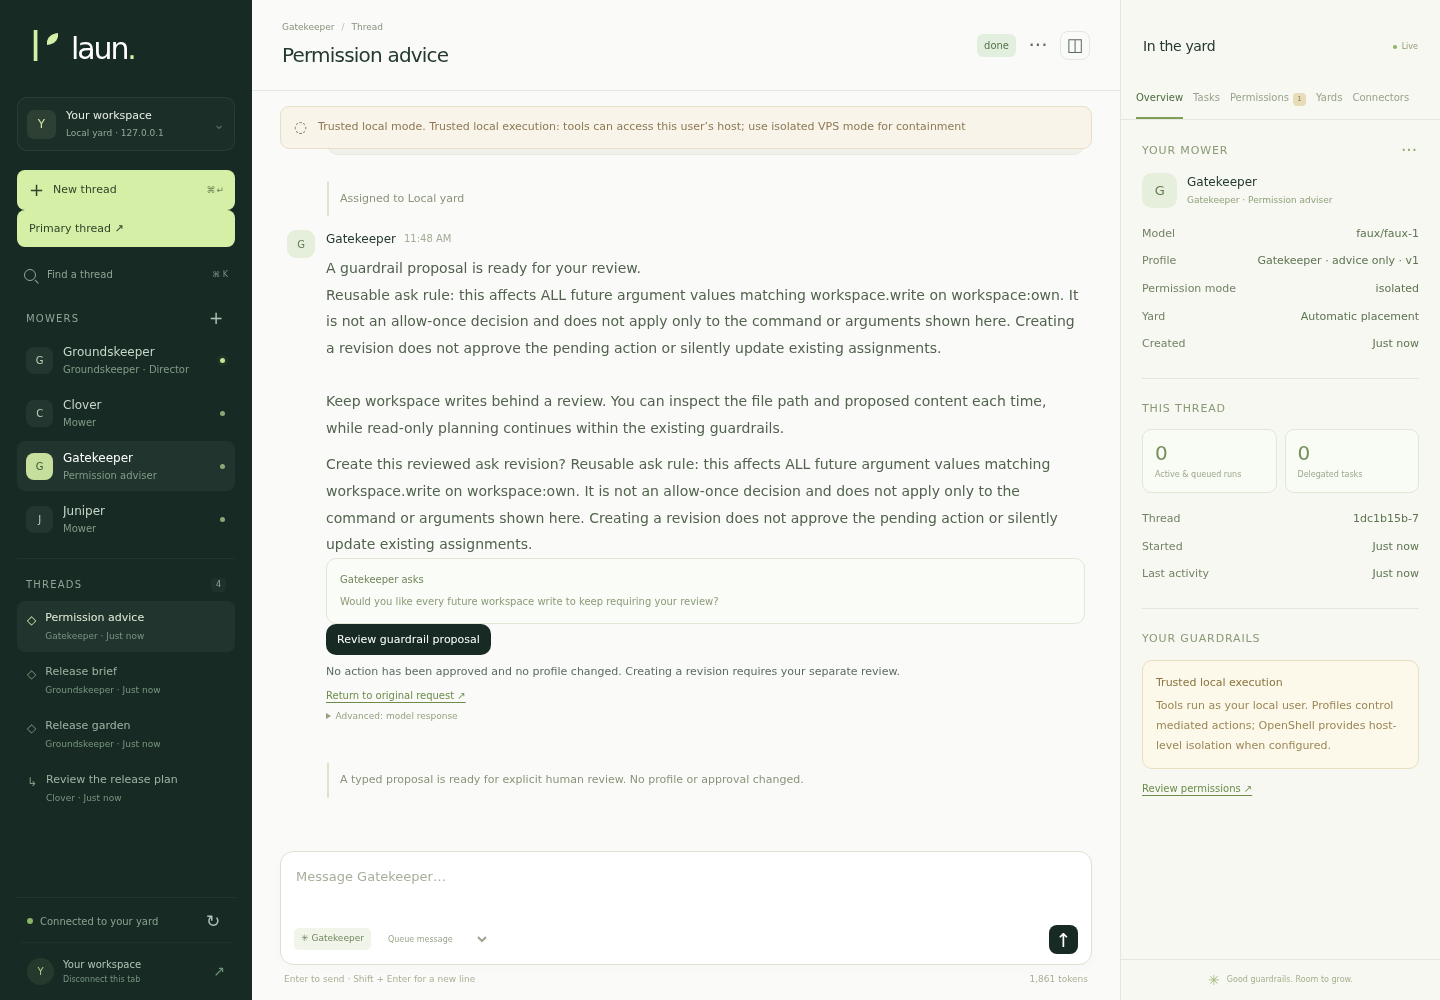 laun.
Y
Your workspace
Local yard · 127.0.0.1
+ New thread ⌘↵
Primary thread ↗
Find a thread ⌘ K
MOWERS +
G
Groundskeeper
Groundskeeper · Director
C
Clover
Mower
G
Gatekeeper
Permission adviser
J
Juniper
Mower
THREADS 4
Permission advice
Gatekeeper · Just now
Release brief
Groundskeeper · Just now
Release garden
Groundskeeper · Just now
Review the release plan
Clover · Just now
Connected to your yard
Y
Your workspace
Disconnect this tab
Gatekeeper / Thread
Permission advice
done
Trusted local mode. Trusted local execution: tools can access this user’s host; use isolated VPS mode for containment
Assigned to Local yard
G
Gatekeeper 11:48 AM
A guardrail proposal is ready for your review.
Reusable ask rule: this affects ALL future argument values matching workspace.write on workspace:own. It
is not an allow-once decision and does not apply only to the command or arguments shown here. Creating
a revision does not approve the pending action or silently update existing assignments.
Keep workspace writes behind a review. You can inspect the file path and proposed content each time,
while read-only planning continues within the existing guardrails.
Create this reviewed ask revision? Reusable ask rule: this affects ALL future argument values matching
workspace.write on workspace:own. It is not an allow-once decision and does not apply only to the
command or arguments shown here. Creating a revision does not approve the pending action or silently
update existing assignments.
Gatekeeper asks
Would you like every future workspace write to keep requiring your review?
Review guardrail proposal
No action has been approved and no profile changed. Creating a revision requires your separate review.
Return to original request ↗
Advanced: model response
A typed proposal is ready for explicit human review. No profile or approval changed.
Message Gatekeeper…
✳ Gatekeeper
Queue message
Enter to send · Shift + Enter for a new line
1,861 tokens
In the yard
Live
Overview Tasks Permissions 1 Yards Connectors
YOUR MOWER
G
Gatekeeper
Gatekeeper · Permission adviser
Model faux/faux-1
Profile Gatekeeper · advice only · v1
Permission mode isolated
Yard Automatic placement
Created Just now
THIS THREAD
0
Active & queued runs
0
Delegated tasks
Thread 1dc1b15b-7
Started Just now
Last activity Just now
YOUR GUARDRAILS
Trusted local execution
Tools run as your local user. Profiles control
mediated actions; OpenShell provides host-
level isolation when configured.
Review permissions ↗
Good guardrails. Room to grow.